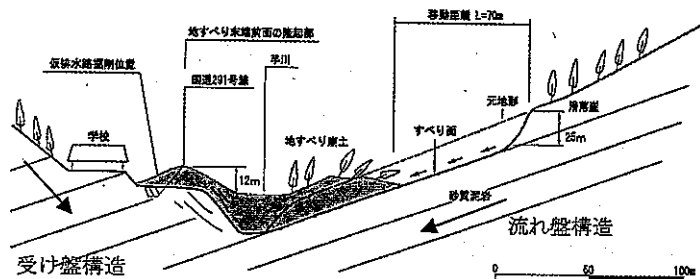 移動距離 L=70m
地すべり末端前面の隆起部
仮排水路掘削位置
国道291号線
芋川
元地形
滑落崖
学校
地すべり崩土
すべり面
25m
12m
砂質泥岩
受け盤構造
流れ盤構造
0 50 100m